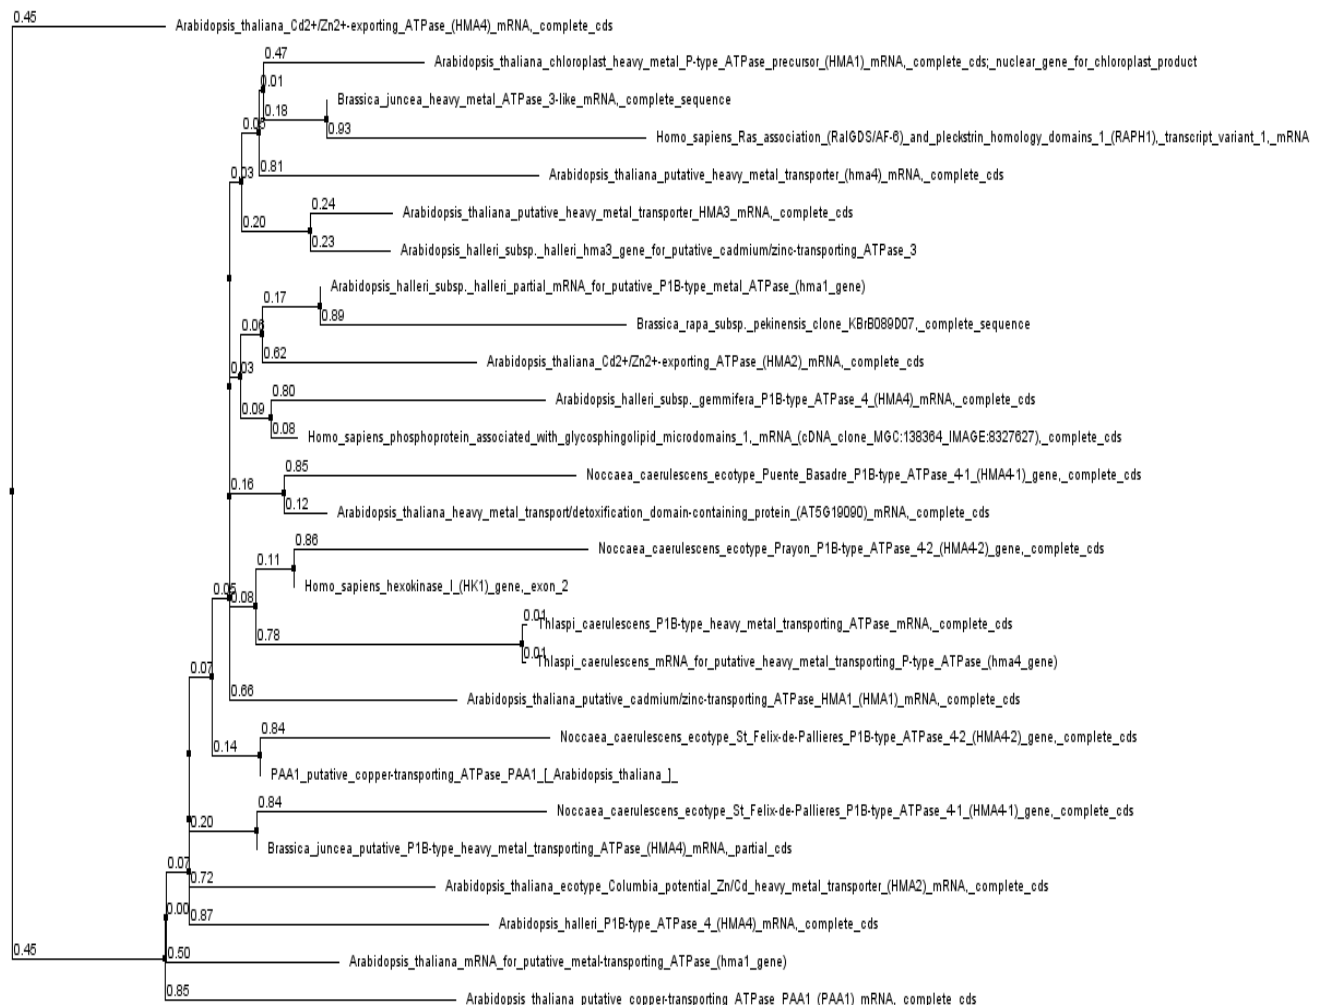 0.45
Arabidopsis_thaliana_Cd2+/Zn2+-exporting_ATPase_(HMA4)_mRNA,_complete_cds
0.47
Arabidopsis_thaliana_chloroplast_heavy_metal_P-type_ATPase_precursor_(HMA1)_mRNA,_complete_cds;_nuclear_gene_for_chloroplast_product
0.01
0.18
Brassica_juncea_heavy_metal_ATPase_3-like_mRNA,_complete_sequence
0.93
Homo_sapiens_Ras_association_(RalGDS/AF-6)_and_pleckstrin_homology_domains_1_(RAPH1),_transcript_variant_1,_mRNA
0.81
Arabidopsis_thaliana_putative_heavy_metal_transporter_(hma4)_mRNA,_complete_cds
0.03
0.24
Arabidopsis_thaliana_putative_heavy_metal_transporter_HMA3_mRNA,_complete_cds
0.20
0.23
Arabidopsis_halleri_subsp._halleri_hma3_gene_for_putative_cadmium/zinc-transporting_ATPase_3
0.17
Arabidopsis_halleri_subsp._halleri_partial_mRNA_for_putative_P1B-type_metal_ATPase_(hma1_gene)
0.06
0.89
Brassica_rapa_subsp._pekinensis_clone_KBrB089D07,_complete_sequence
0.62
Arabidopsis_thaliana_Cd2+/Zn2+-exporting_ATPase_(HMA2)_mRNA,_complete_cds
0.03
0.80
Arabidopsis_halleri_subsp._gemmifera_P1B-type_ATPase_4_(HMA4)_mRNA,_complete_cds
0.09
0.08
Homo_sapiens_phosphoprotein_associated_with_glycosphingolipid_microdomains_1,_mRNA_(cDNA_clone_MGC:138364_IMAGE:8327627),_complete_cds
0.85
Noccaea_caerulescens_ecotype_Puente_Basadre_P1B-type_ATPase_4-1_(HMA4-1)_gene,_complete_cds
0.16
0.12
Arabidopsis_thaliana_heavy_metal_transport/detoxification_domain-containing_protein_(AT5G19090)_mRNA,_complete_cds
0.86
Noccaea_caerulescens_ecotype_Prayon_P1B-type_ATPase_4-2_(HMA4-2)_gene,_complete_cds
0.11
Homo_sapiens_hexokinase_I_(HK1)_gene,_exon_2
0.05
0.08
0.01
Thlaspi_caerulescens_P1B-type_heavy_metal_transporting_ATPase_mRNA,_complete_cds
0.78
0.01
Thlaspi_caerulescens_mRNA_for_putative_heavy_metal_transporting_P-type_ATPase_(hma4_gene)
0.07
0.66
Arabidopsis_thaliana_putative_cadmium/zinc-transporting_ATPase_HMA1_(HMA1)_mRNA,_complete_cds
0.84
Noccaea_caerulescens_ecotype_St_Felix-de-Pallieres_P1B-type_ATPase_4-2_(HMA4-2)_gene,_complete_cds
0.14
PAA1_putative_copper-transporting_ATPase_PAA1_[_Arabidopsis_thaliana_]_
0.84
Noccaea_caerulescens_ecotype_St_Felix-de-Pallieres_P1B-type_ATPase_4-1_(HMA4-1)_gene,_complete_cds
0.20
Brassica_juncea_putative_P1B-type_heavy_metal_transporting_ATPase_(HMA4)_mRNA,_partial_cds
0.07
0.72
Arabidopsis_thaliana_ecotype_Columbia_potential_Zn/Cd_heavy_metal_transporter_(HMA2)_mRNA,_complete_cds
0.00
0.87
Arabidopsis_halleri_P1B-type_ATPase_4_(HMA4)_mRNA,_complete_cds
0.45
0.50
Arabidopsis_thaliana_mRNA_for_putative_metal-transporting_ATPase_(hma1_gene)
0.85
Arabidopsis_thaliana_putative_copper-transporting_ATPase_PAA1_(PAA1)_mRNA,_complete_cds